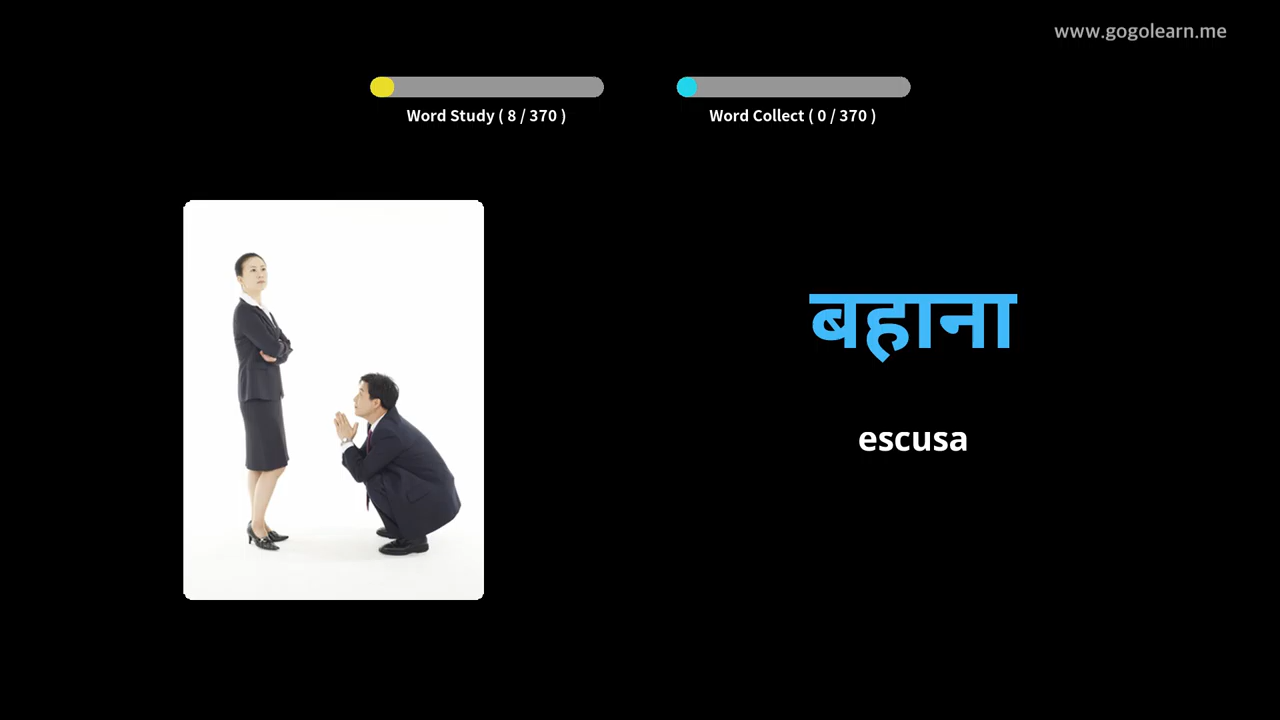 www.gogolearn.me
Word Study ( 8 / 370 )
Word Collect ( 0 / 370 )
बहाना
escusa